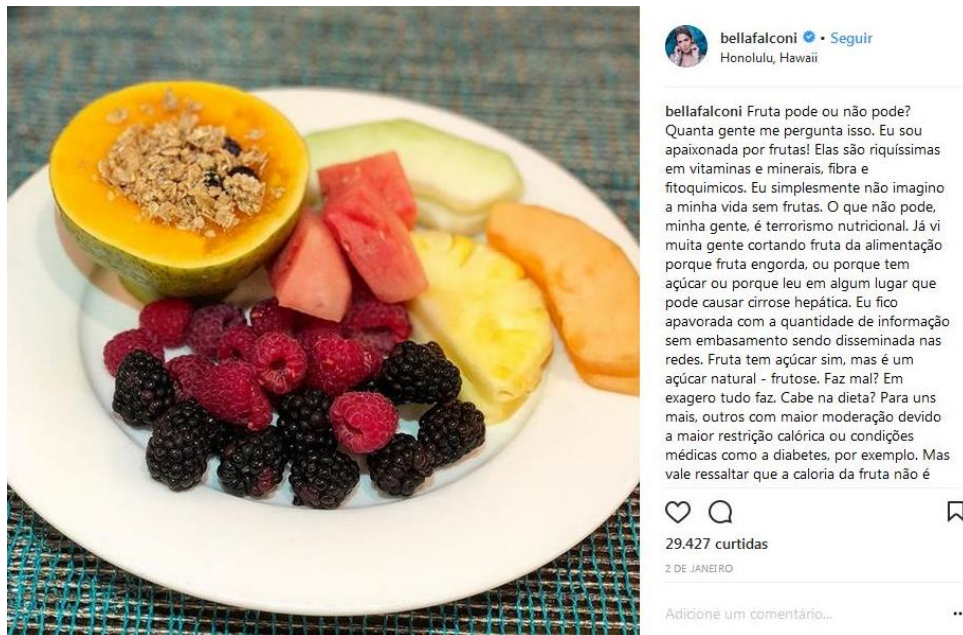 bellafalconi • Seguir
Honolulu, Hawaii
bellafalconi Fruta pode ou não pode?
Quanta gente me pergunta isso. Eu sou
apaixonada por frutas! Elas são riquíssimas
em vitaminas e minerais, fibra e
fitoquimicos. Eu simplesmente não imagino
a minha vida sem frutas. O que não pode,
minha gente, é terrorismo nutricional. Já vi
muita gente cortando fruta da alimentação
porque fruta engorda, ou porque tem
açúcar ou porque leu em algum lugar que
pode causar cirrose hepática. Eu fico
apavorada com a quantidade de informação
sem embasamento sendo disseminada nas
redes. Fruta tem açúcar sim, mas é um
açúcar natural - frutose. Faz mal? Em
exagero tudo faz. Cabe na dieta? Para uns
mais, outros com maior moderação devido
a maior restrição calórica ou condições
médicas como a diabetes, por exemplo. Mas
vale ressaltar que a caloria da fruta não é
29.427 curtidas
2 DE JANEIRO
Adicione um comentário...